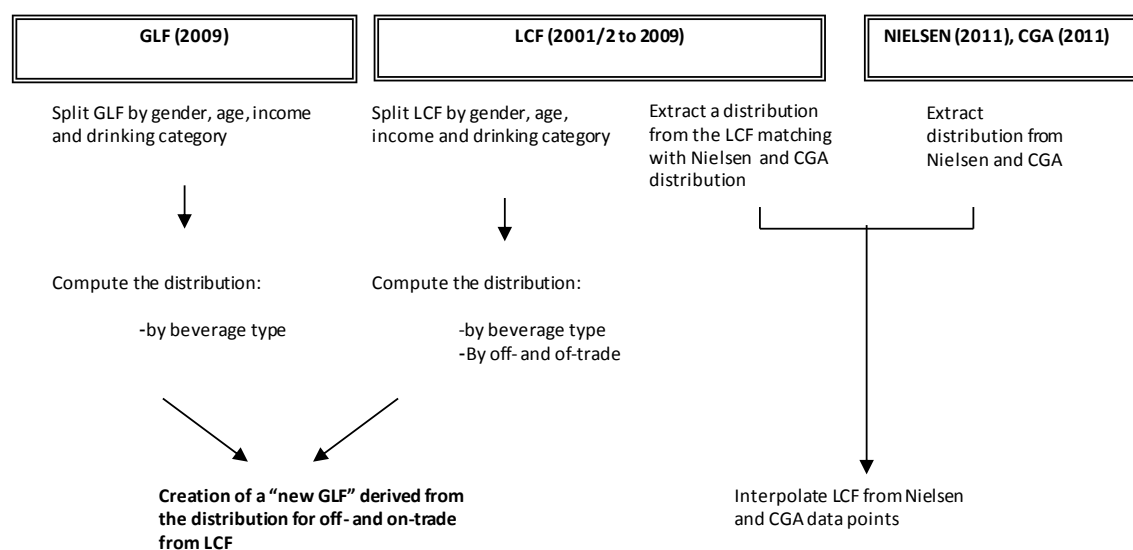 GLF (2009)
LCF (2001/2 to 2009)
NIELSEN (2011), CGA (2011)
Split GLF by gender, age, income
and drinking category
Split LCF by gender, age,
income and drinking category
Extract a distribution
from the LCF matching
with Nielsen and CGA
distribution
Extract
distribution from
Nielsen and CGA
Compute the distribution:
-by beverage type
Compute the distribution:
-by beverage type
-By off- and of-trade
Creation of a “new GLF” derived from
the distribution for off- and on-trade
from LCF
Interpolate LCF from Nielsen
and CGA data points